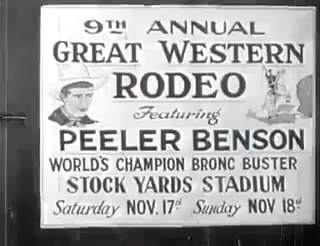 9TH ANNUAL
GREAT WESTERN
RODEO
Featuring
PEELER BENSON
WORLD'S CHAMPION BRONC BUSTER
STOCK YARDS STADIUM
Saturday NOV. 17th Sunday NOV 18th